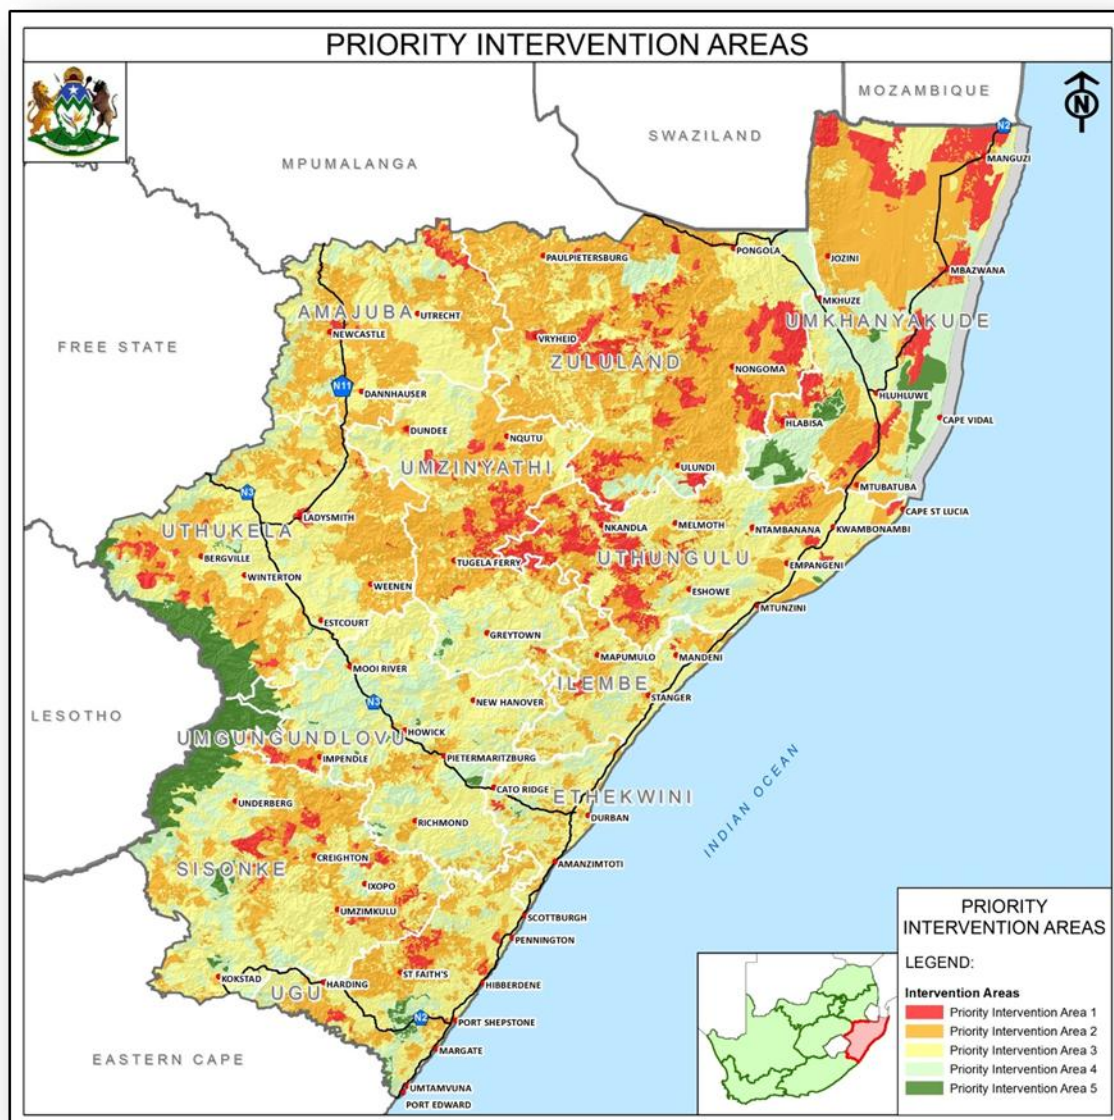 PRIORITY INTERVENTION AREAS
MOZAMBIQUE
SWAZILAND
MPUMALANGA
N
N2
MANGUZI
PONGOLA
PAULPIETERSBURG
JOZINI
MBAZWANA
MKHUZE
AMAJUBA
UTRECHT
UMKHANYAKUDE
NEWCASTLE
VRYHEID
FREE STATE
ZULULAND
NONGOMA
N11
DANNHAUSER
HLUHLUWE
HLABISA
CAPE VIDAL
DUNDEE
NQUTU
UMZINYATHI
ULUNDI
MTUBATUBA
N3
CAPE ST LUCIA
LADYSMITH
NKANDLA
MELMOTH
NTAMBANANA
KWAMBONAMBI
UTHUKELA
BERGVILLE
UTHUNGULU
TUGELA FERRY
EMPANGENI
WINTERTON
WEENEN
ESHOWE
MTUNZINI
ESTCOURT
GREYTOWN
MAPUMULO
MANDENI
MOOI RIVER
ILEMBE
N3
NEW HANOVER
STANGER
LESOTHO
UMGUNGUNDLOVU
HOWICK
IMPENDLE
PIETERMARITZBURG
CATO RIDGE
ETHEKWINI
UNDERBERG
DURBAN
RICHMOND
INDIAN OCEAN
CREIGHTON
AMANZIMTOTI
SISONKE
IXOPO
UMZIMKULU
SCOTTBURGH
PENNINGTON
KOKSTAD
ST FAITH'S
HARDING
HIBBERDENE
UGU
N2
PORT SHEPSTONE
EASTERN CAPE
MARGATE
UMTAMVUNA
PORT EDWARD
PRIORITY
INTERVENTION AREAS
LEGEND:
Intervention Areas
Priority Intervention Area 1
Priority Intervention Area 2
Priority Intervention Area 3
Priority Intervention Area 4
Priority Intervention Area 5